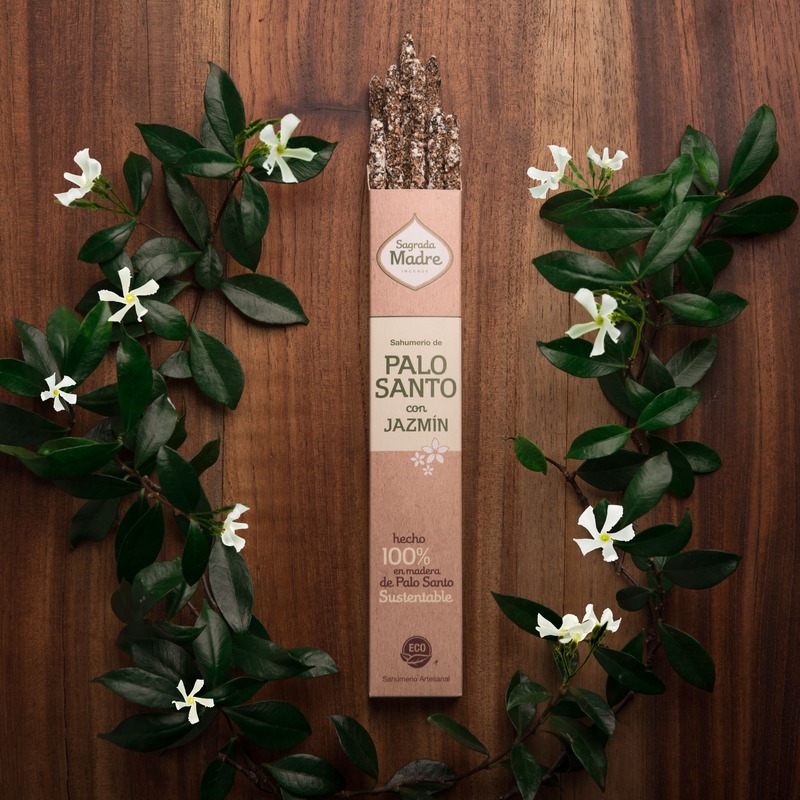 Sagrada
Madre
INCENSE
Sahumerio de
PALO
SANTO
con
JAZMÍN
hecho
100%
en madera
de Palo Santo
Sustentable
ECO
Sahumerio Artesanal